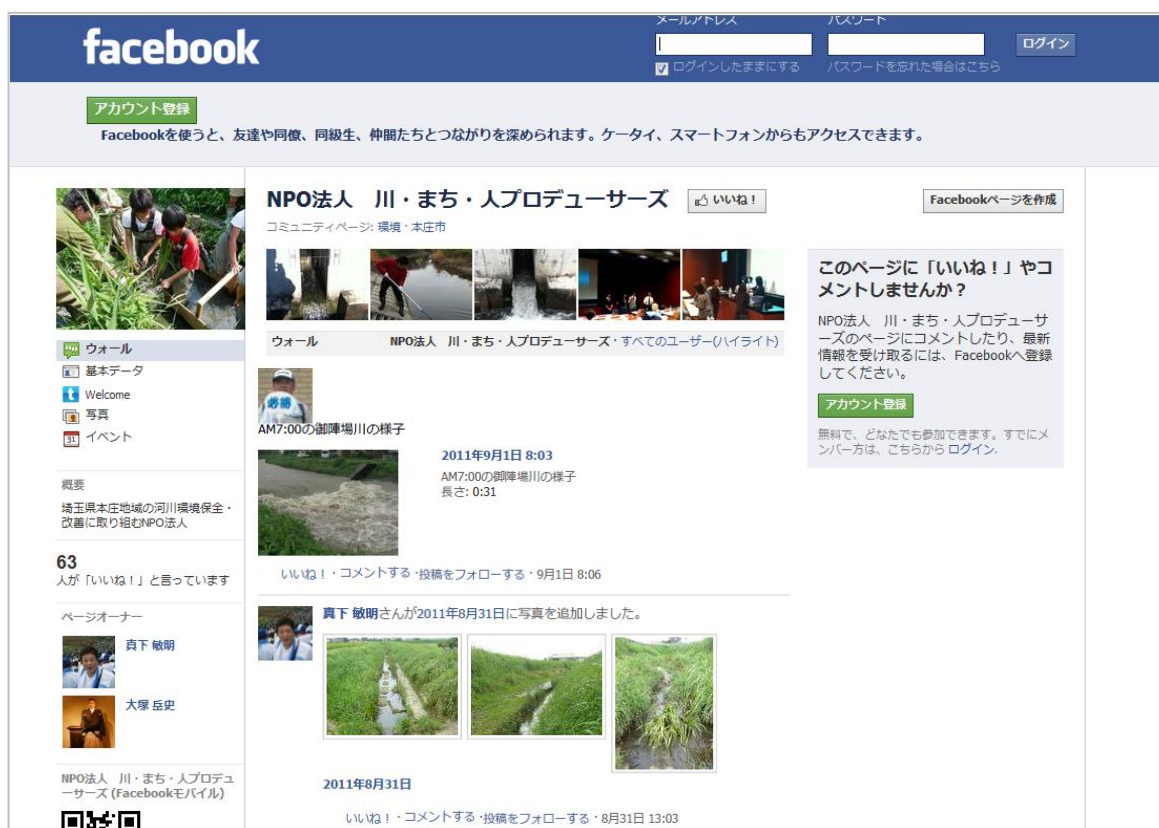 メールアドレス
パスワード
facebook
ログイン
ログインしたままにする
パスワードを忘れた場合はこちら
アカウント登録
Facebookを使うと、友達や同僚、同級生、仲間たちとつながりを深められます。ケータイ、スマートフォンからもアクセスできます。
NPO法人　川・まち・人プロデューサーズ
いいね！
Facebookページを作成
コミュニティページ: 環境・本庄市
ウォール
基本データ
Welcome
写真
31
イベント
概要
埼玉県本庄地域の河川環境保全・
改善に取り組むNPO法人
63
人が「いいね！」と言っています
ページオーナー
真下 敏明
大塚 岳史
NPO法人　川・まち・人プロデュ
ーサーズ (Facebookモバイル)
ウォール
NPO法人　川・まち・人プロデューサーズ・すべてのユーザー(ハイライト)
必勝
AM7:00の御陣場川の様子
2011年9月1日 8:03
AM7:00の御陣場川の様子
長さ: 0:31
いいね！・コメントする・投稿をフォローする・9月1日 8:06
真下 敏明さんが2011年8月31日に写真を追加しました。
2011年8月31日
いいね！・コメントする・投稿をフォローする・8月31日 13:03
このページに「いいね！」やコ
メントしませんか？
NPO法人　川・まち・人プロデューサ
ーズのページにコメントしたり、最新
情報を受け取るには、Facebookへ登録
してください。
アカウント登録
無料で、どなたでも参加できます。すでにメ
ンバー方は、こちらから ログイン.